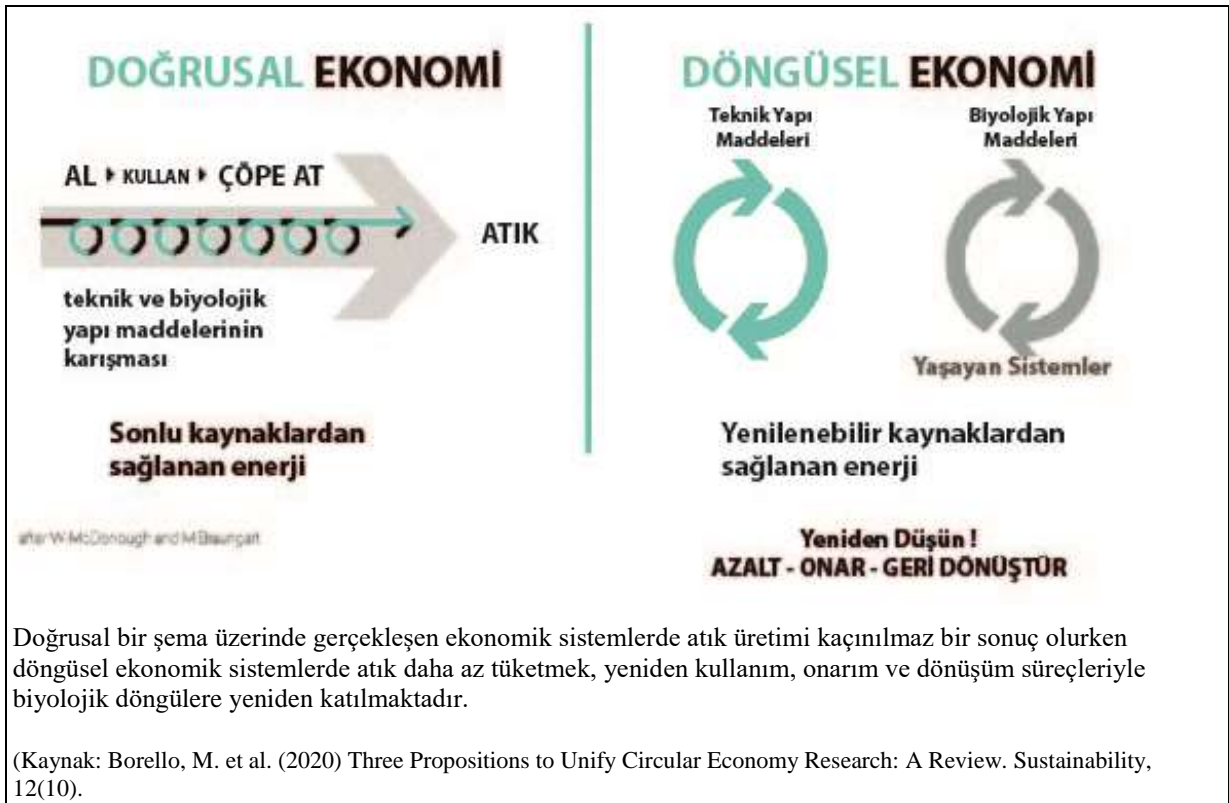 DOĞRUSAL EKONOMİ
AL ▸ KULLAN ▸ ÇÖPE AT
ATIK
teknik ve biyolojik
yapı maddelerinin
karışması
Sonlu kaynaklardan
sağlanan enerji
after W McDonough and M Braungart
DÖNGÜSEL EKONOMİ
Teknik Yapı
Maddeleri
Biyolojik Yapı
Maddeleri
Yaşayan Sistemler
Yenilenebilir kaynaklardan
sağlanan enerji
Yeniden Düşün !
AZALT - ONAR - GERİ DÖNÜŞTÜR
Doğrusal bir şema üzerinde gerçekleşen ekonomik sistemlerde atık üretimi kaçınılmaz bir sonuç olurken
döngüsel ekonomik sistemlerde atık daha az tüketmek, yeniden kullanım, onarım ve dönüşüm süreçleriyle
biyolojik döngülere yeniden katılmaktadır.
(Kaynak: Borello, M. et al. (2020) Three Propositions to Unify Circular Economy Research: A Review. Sustainability,
12(10).